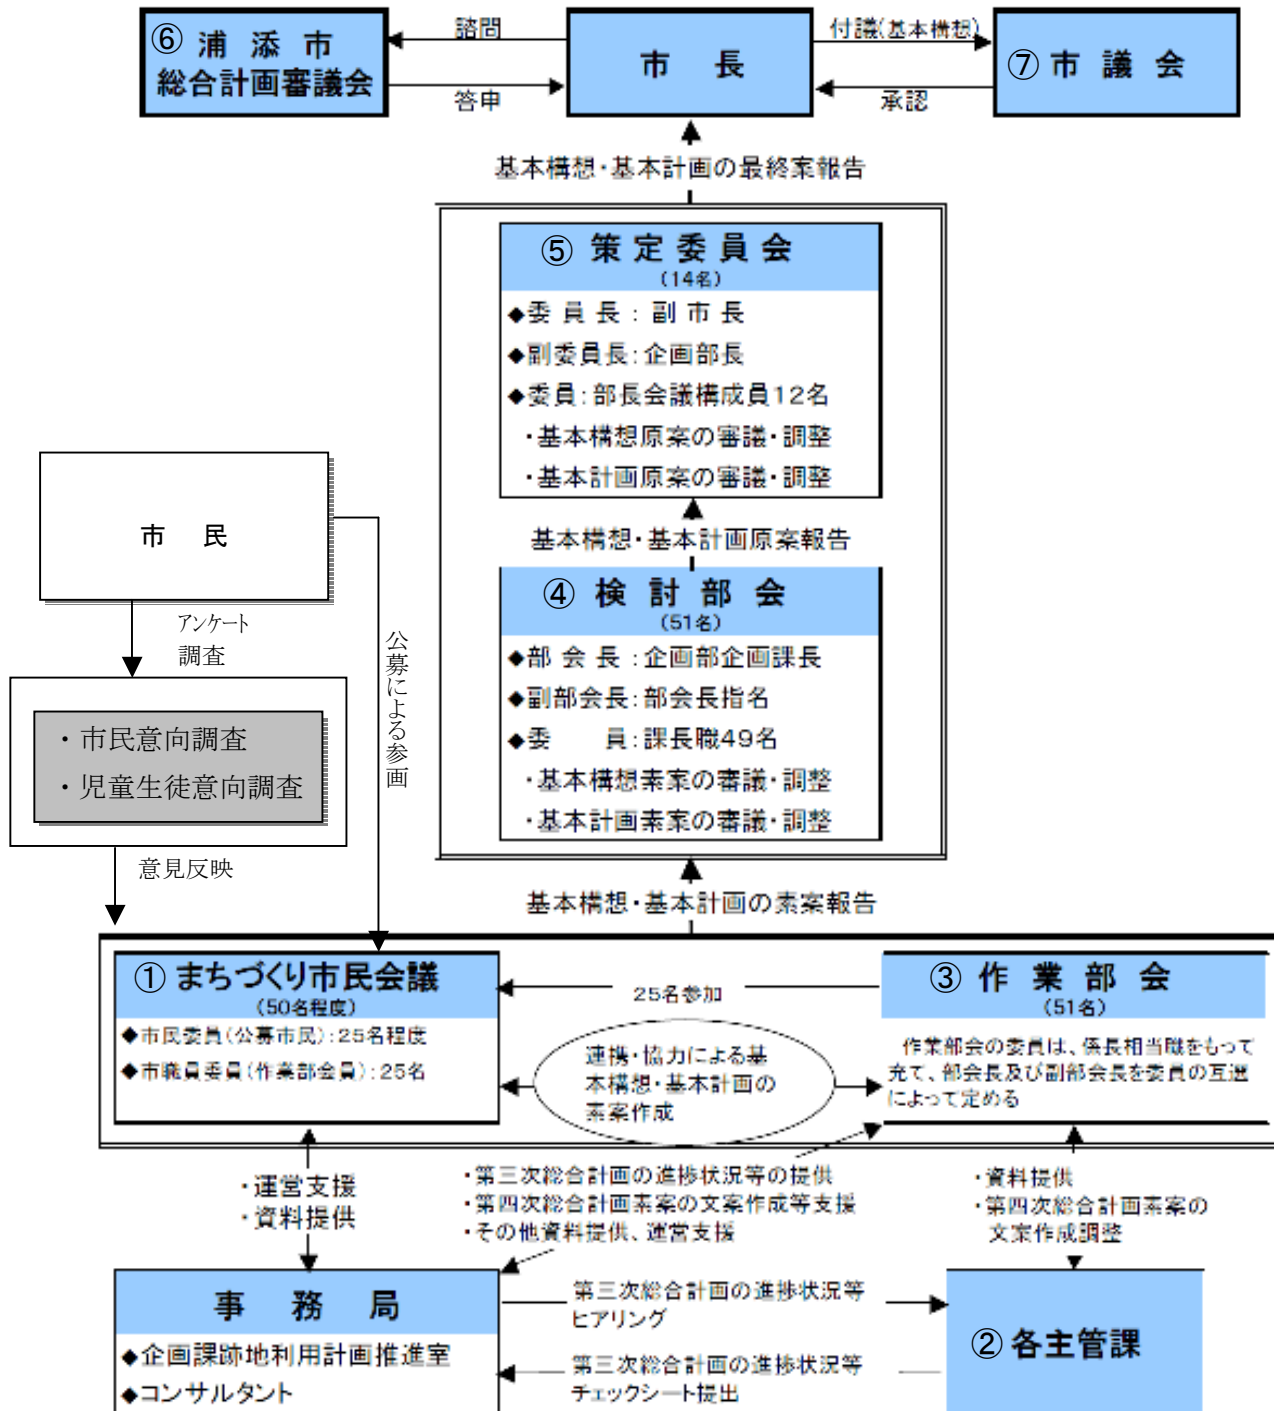 ⑥ 浦 添 市
総合計画審議会
諮問
答申
市 長
付議(基本構想)
承認
⑦ 市 議 会
基本構想・基本計画の最終案報告
⑤ 策 定 委 員 会
(14名)
◆委 員 長 : 副 市 長
◆副委員長:企画部長
◆委員:部長会議構成員12名
・基本構想原案の審議・調整
・基本計画原案の審議・調整
基本構想・基本計画原案報告
④ 検 討 部 会
(51名)
◆部 会 長 :企画部企画課長
◆副部会長:部会長指名
◆委 員:課長職49名
・基本構想素案の審議・調整
・基本計画素案の審議・調整
市 民
アンケート
調査
公募による参画
・市民意向調査
・児童生徒意向調査
意見反映
基本構想・基本計画の素案報告
① まちづくり市民会議
(50名程度)
◆市民委員(公募市民):25名程度
◆市職員委員(作業部会員):25名
25名参加
連携・協力による基
本構想・基本計画の
素案作成
③ 作 業 部 会
(51名)
作業部会の委員は、係長相当職をもって
充て、部会長及び副部会長を委員の互選
によって定める
・運営支援
・資料提供
・第三次総合計画の進捗状況等の提供
・第四次総合計画素案の文案作成等支援
・その他資料提供、運営支援
・資料提供
・第四次総合計画素案の
文案作成調整
事 務 局
◆企画課跡地利用計画推進室
◆コンサルタント
第三次総合計画の進捗状況等
ヒアリング
第三次総合計画の進捗状況等
チェックシート提出
② 各主管課